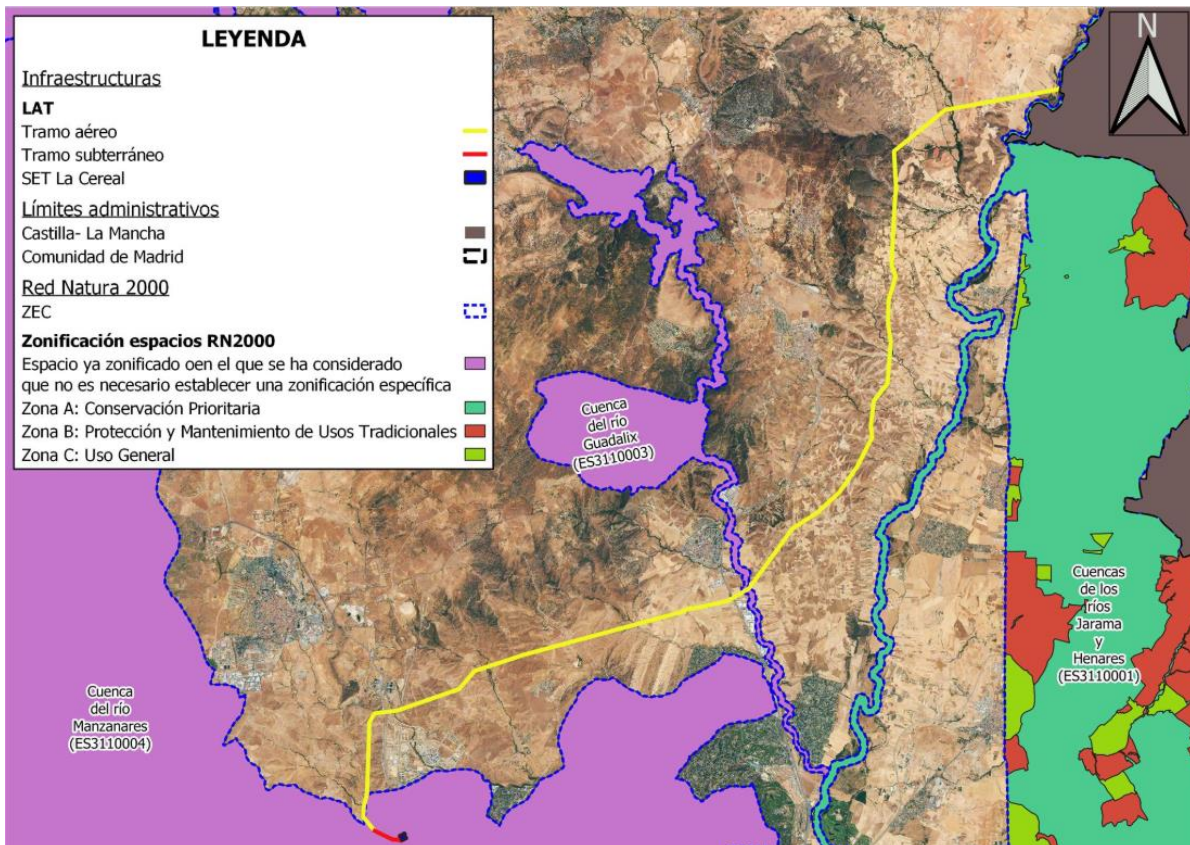 LEYENDA
Infraestructuras
LAT
Tramo aéreo
Tramo subterráneo
SET La Cereal
Límites administrativos
Castilla- La Mancha
Comunidad de Madrid
Red Natura 2000
ZEC
Zonificación espacios RN2000
Espacio ya zonificado oen el que se ha considerado
que no es necesario establecer una zonificación específica
Zona A: Conservación Prioritaria
Zona B: Protección y Mantenimiento de Usos Tradicionales
Zona C: Uso General
N
Cuenca
del río
Guadalix
(ES3110003)
Cuencas
de los
ríos
Jarama
y
Henares
(ES3110001)
Cuenca
del río
Manzanares
(ES3110004)